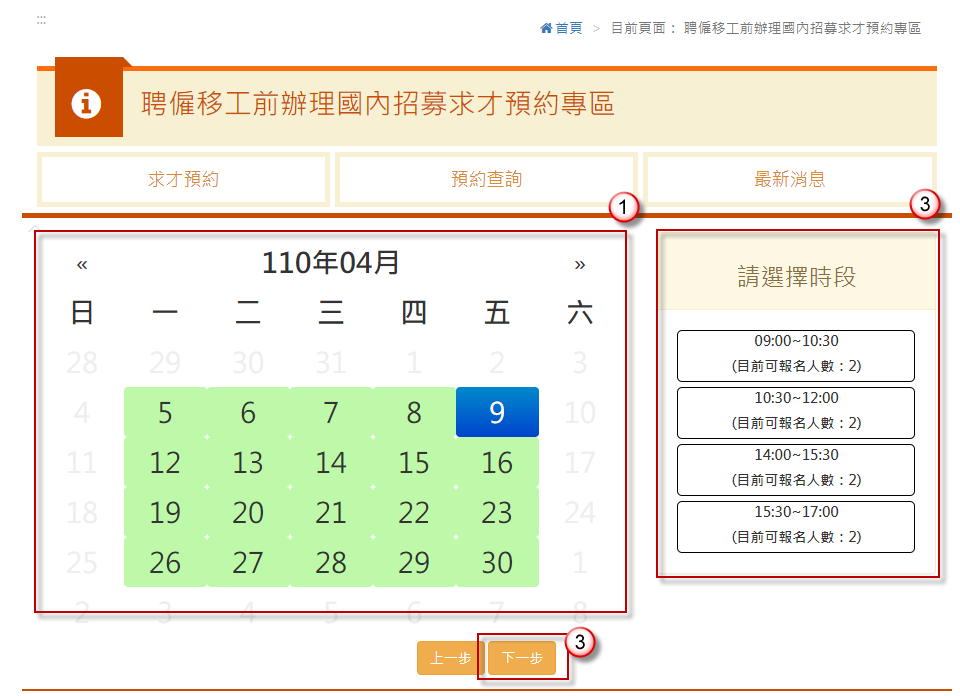 :::
首頁 > 目前頁面： 聘僱移工前辦理國內招募求才預約專區
聘僱移工前辦理國內招募求才預約專區
求才預約 預約查詢 最新消息
1
3
« 110年04月 »
日 一 二 三 四 五 六
28 29 30 31 1 2 3
4 5 6 7 8 9 10
11 12 13 14 15 16 17
18 19 20 21 22 23 24
25 26 27 28 29 30 1
2 3 4 5 6 7 8
請選擇時段
09:00~10:30
(目前可報名人數：2)
10:30~12:00
(目前可報名人數：2)
14:00~15:30
(目前可報名人數：2)
15:30~17:00
(目前可報名人數：2)
上一步 下一步
3